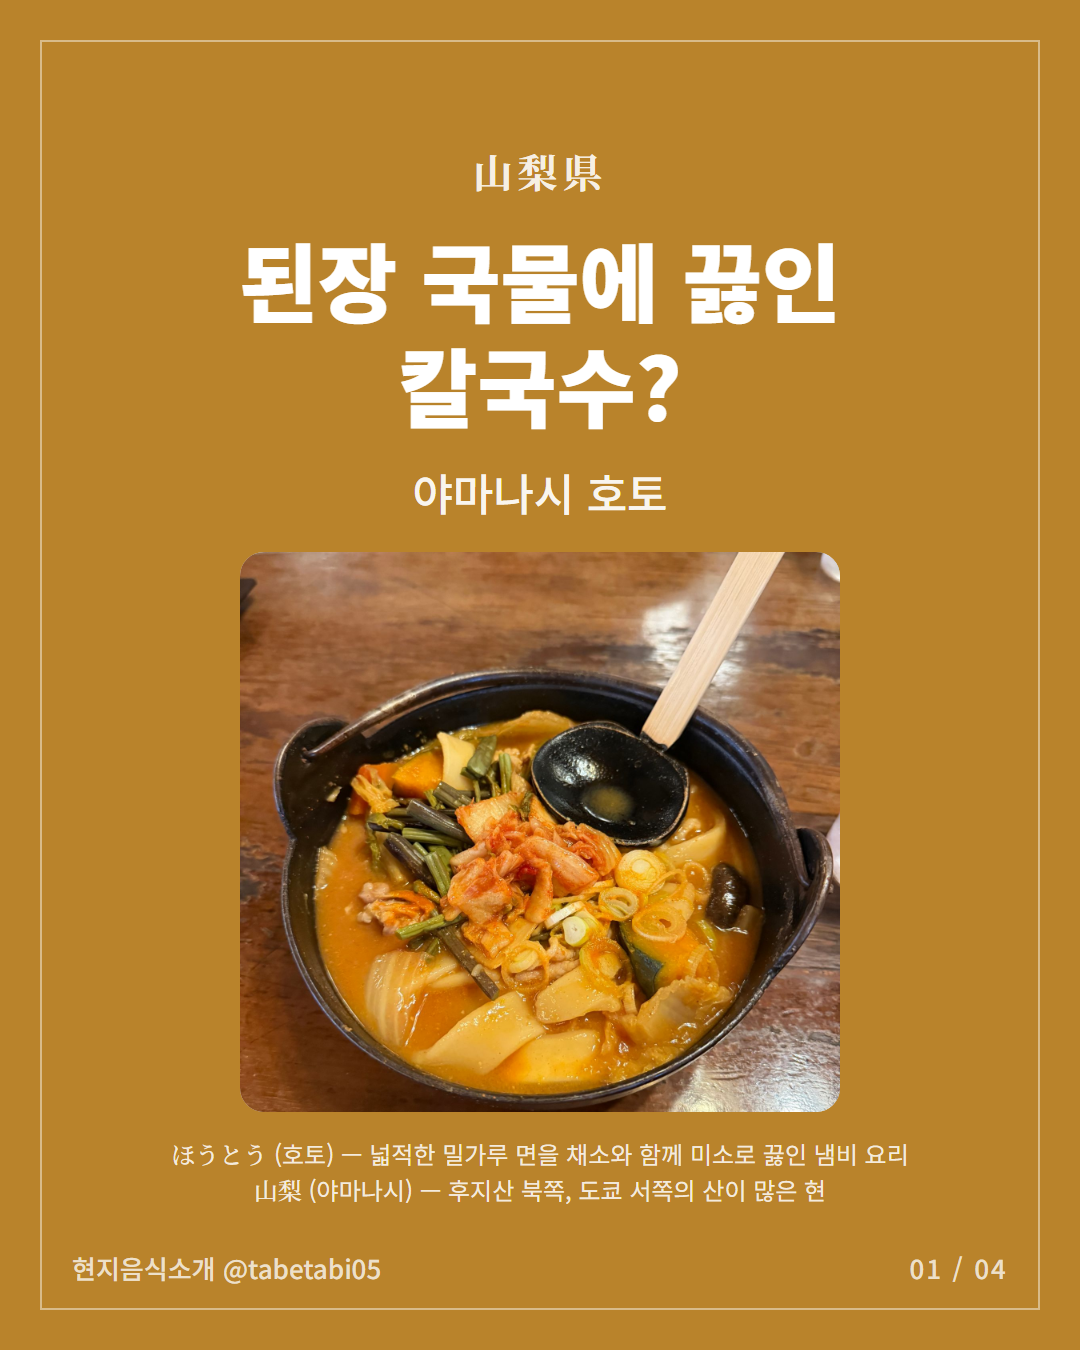 山梨県
된장 국물에 끓인
칼국수?
야마나시 호토
ほうとう (호토) — 넓적한 밀가루 면을 채소와 함께 미소로 끓인 냄비 요리
山梨 (야마나시) — 후지산 북쪽, 도쿄 서쪽의 산이 많은 현
현지음식소개 @tabetabi05
01 / 04